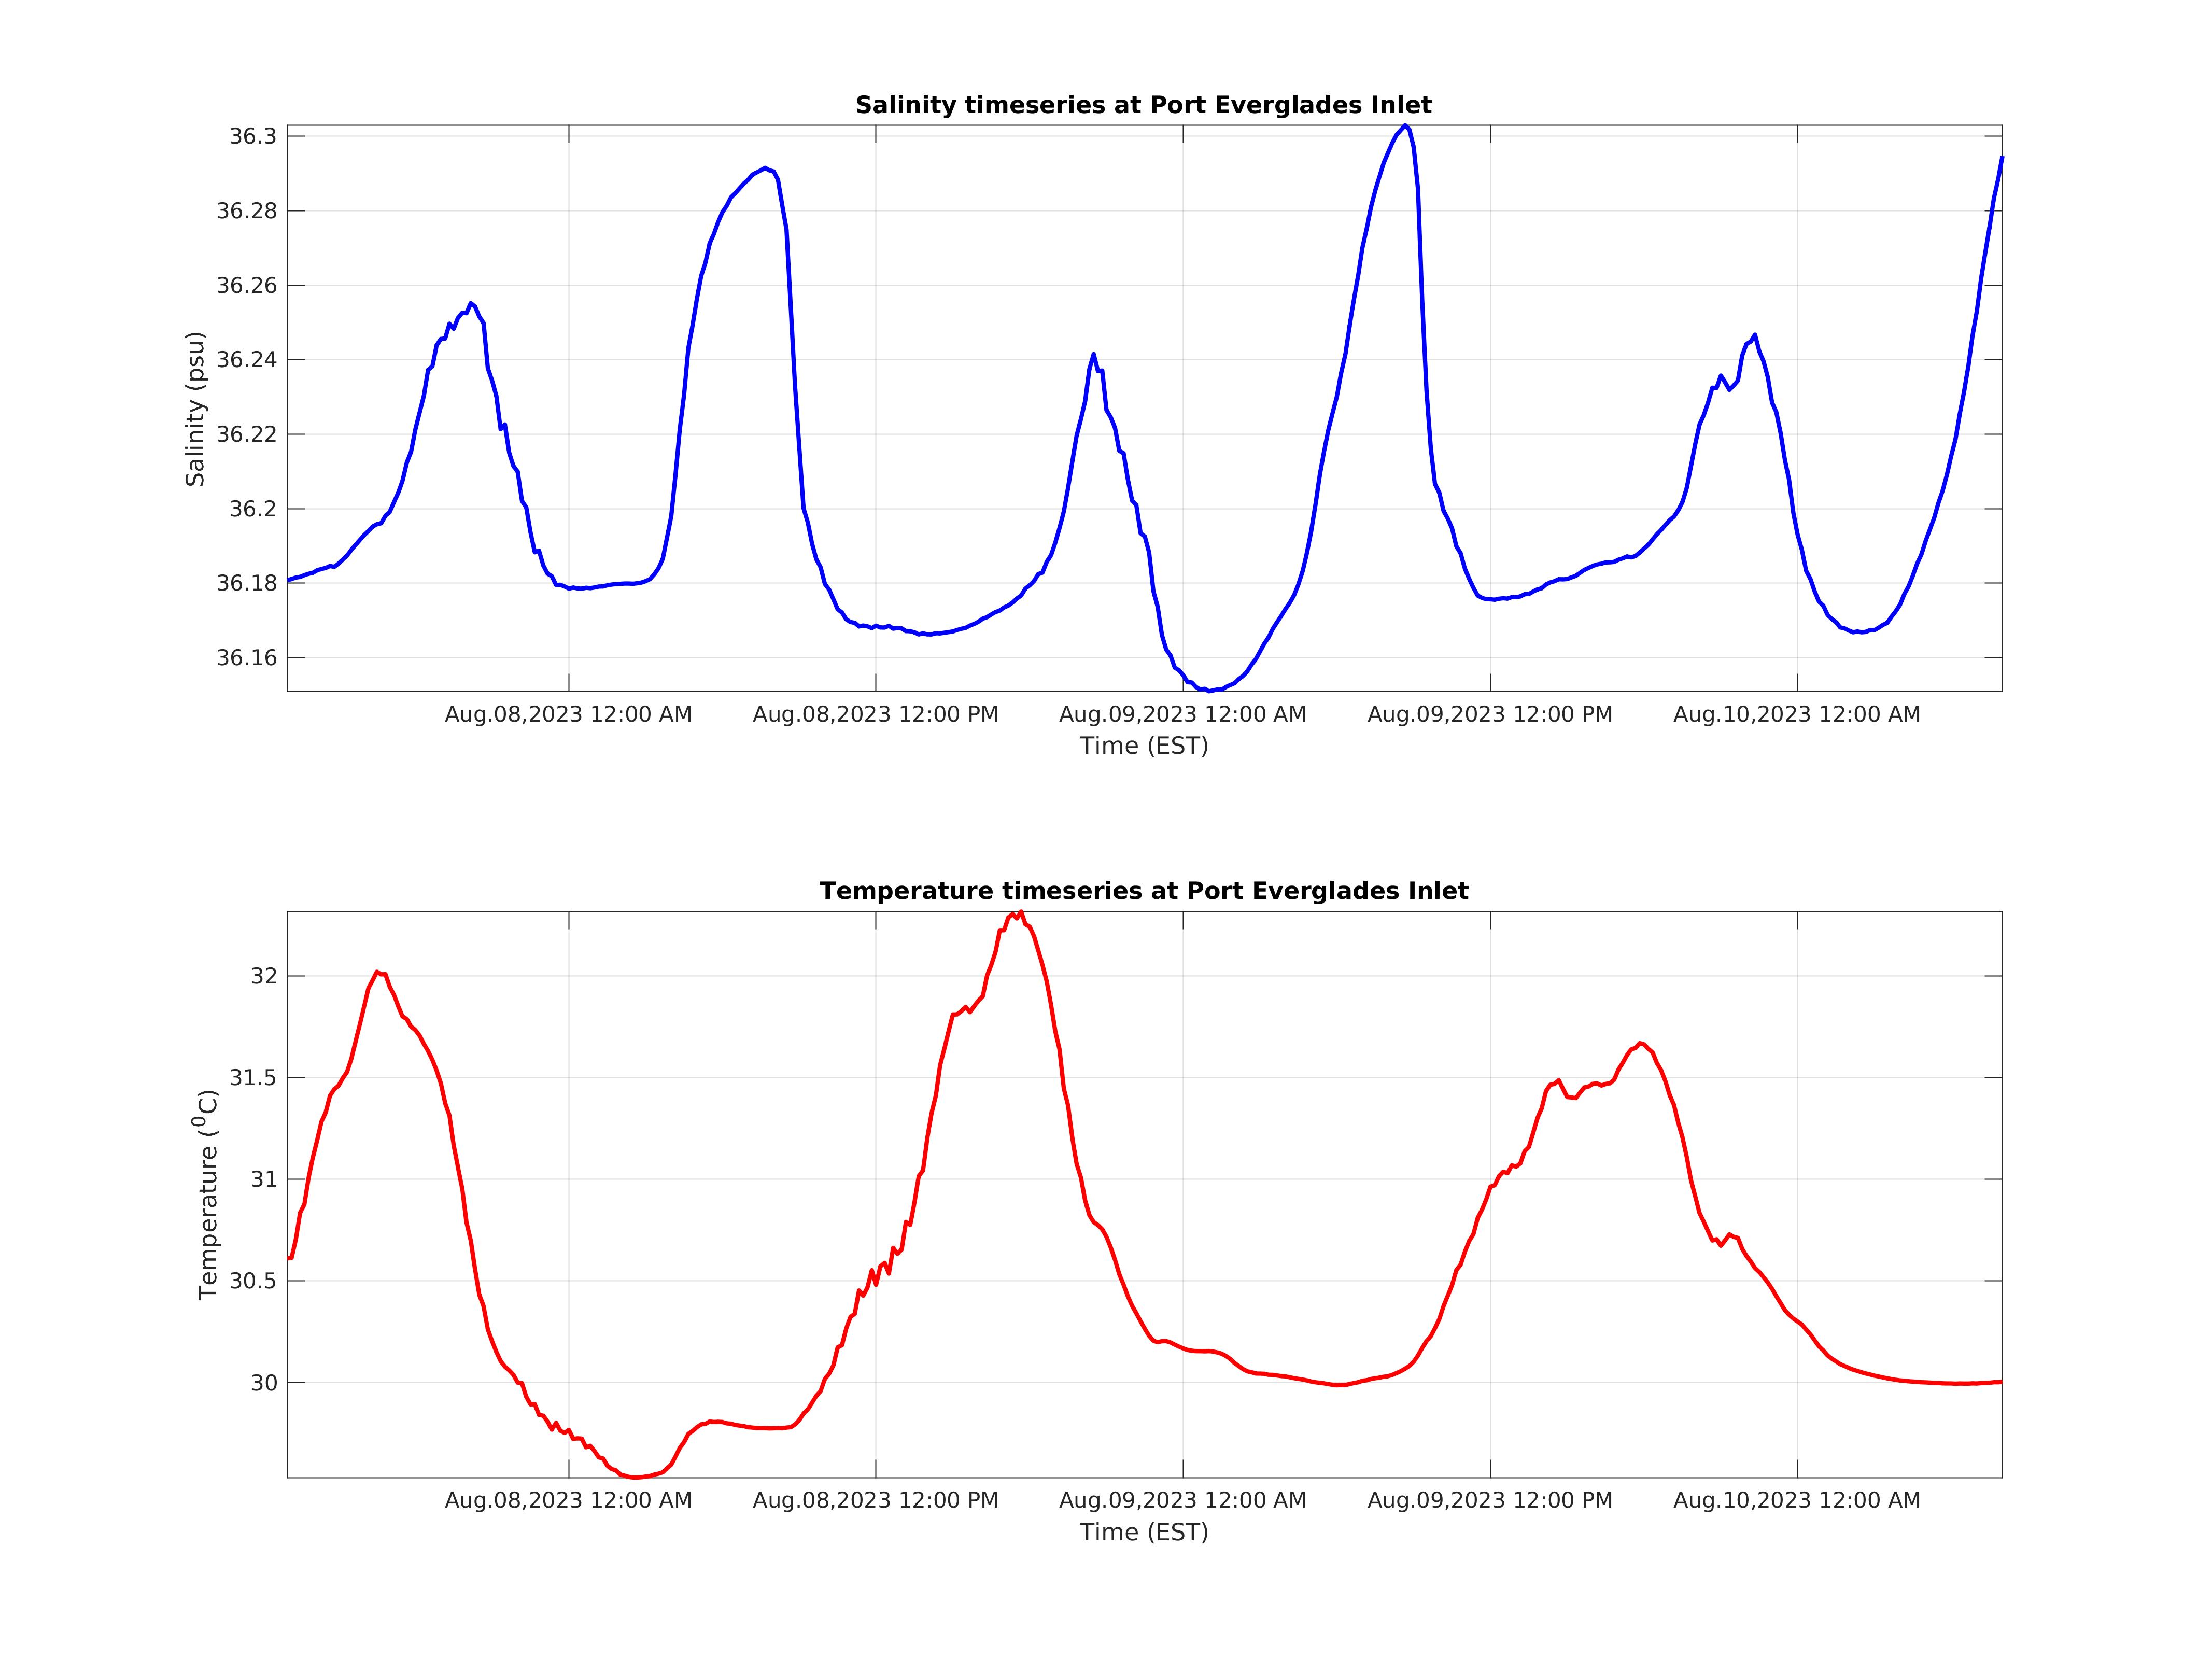 Salinity timeseries at Port Everglades Inlet
36.3
36.28
36.26
36.24
36.22
36.2
36.18
36.16
Salinity (psu)
Aug.08,2023 12:00 AM Aug.08,2023 12:00 PM Aug.09,2023 12:00 AM Aug.09,2023 12:00 PM Aug.10,2023 12:00 AM
Time (EST)
Temperature timeseries at Port Everglades Inlet
32
31.5
31
30.5
30
Temperature (⁰C)
Aug.08,2023 12:00 AM Aug.08,2023 12:00 PM Aug.09,2023 12:00 AM Aug.09,2023 12:00 PM Aug.10,2023 12:00 AM
Time (EST)